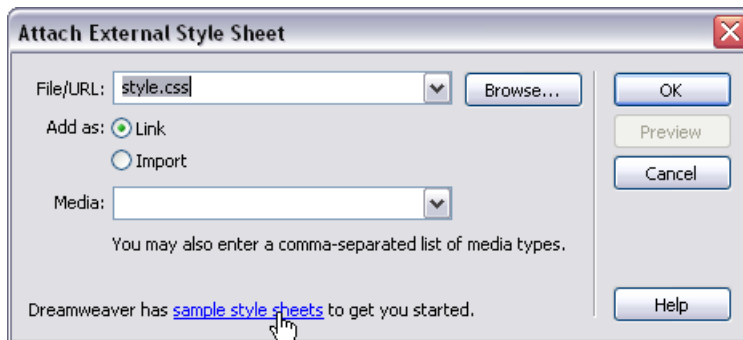 Attach External Style Sheet
File/URL: style.css Browse... OK
Add as: Link Preview
Import Cancel
Media:
You may also enter a comma-separated list of media types.
Dreamweaver has sample style sheets to get you started. Help